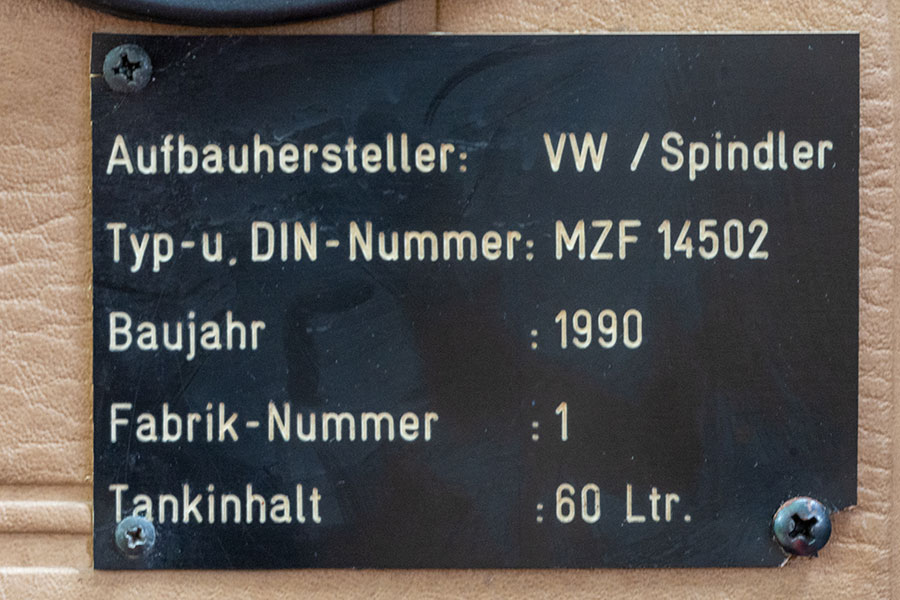 Aufbauhersteller: VW / Spindler
Typ-u. DIN-Nummer: MZF 14502
Baujahr : 1990
Fabrik-Nummer : 1
Tankinhalt : 60 Ltr.